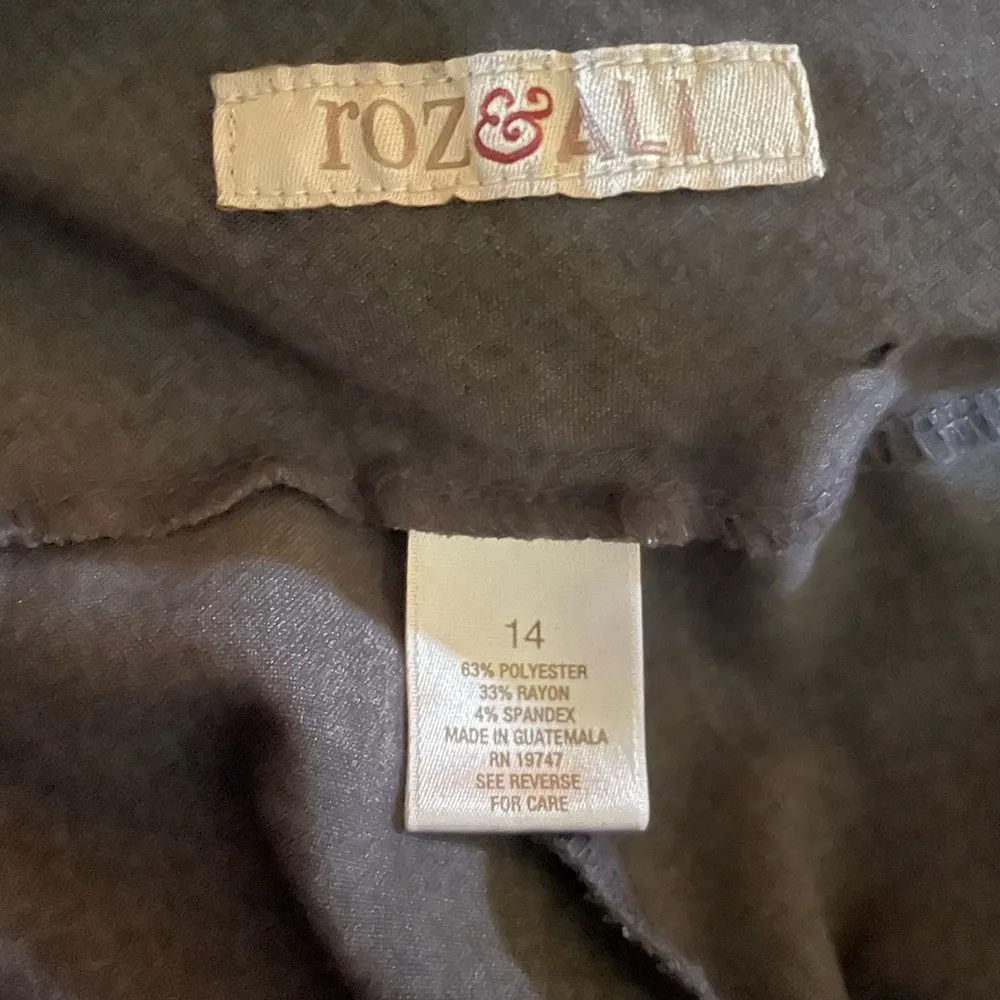 roz&ALI
14
63% POLYESTER
33% RAYON
4% SPANDEX
MADE IN GUATEMALA
RN 19747
SEE REVERSE
FOR CARE